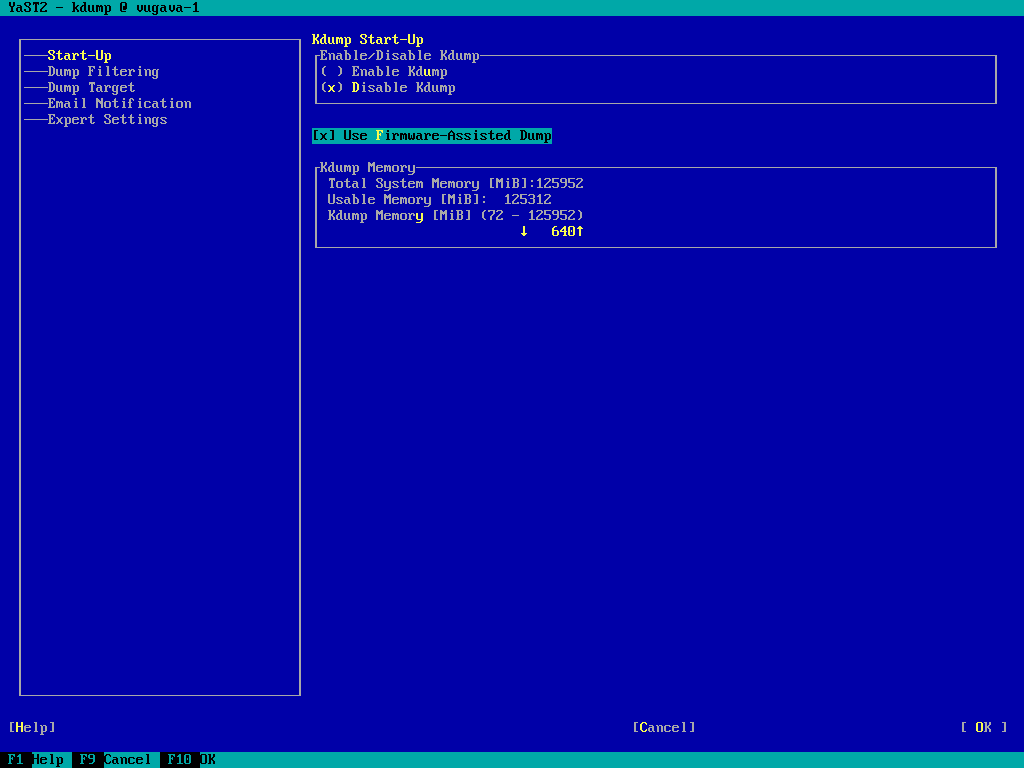 YaST2 - kdump @ vugava-1
Start-Up
Dump Filtering
Dump Target
Email Notification
Expert Settings
Kdump Start-Up
Enable/Disable Kdump
( ) Enable Kdump
(x) Disable Kdump
[x] Use Firmware-Assisted Dump
Kdump Memory
Total System Memory [MiB]:125952
Usable Memory [MiB]:  125312
Kdump Memory [MiB] (72 - 125952)
↓   640↑
[Help]
[Cancel]
[ OK ]
F1 Help F9 Cancel F10 OK